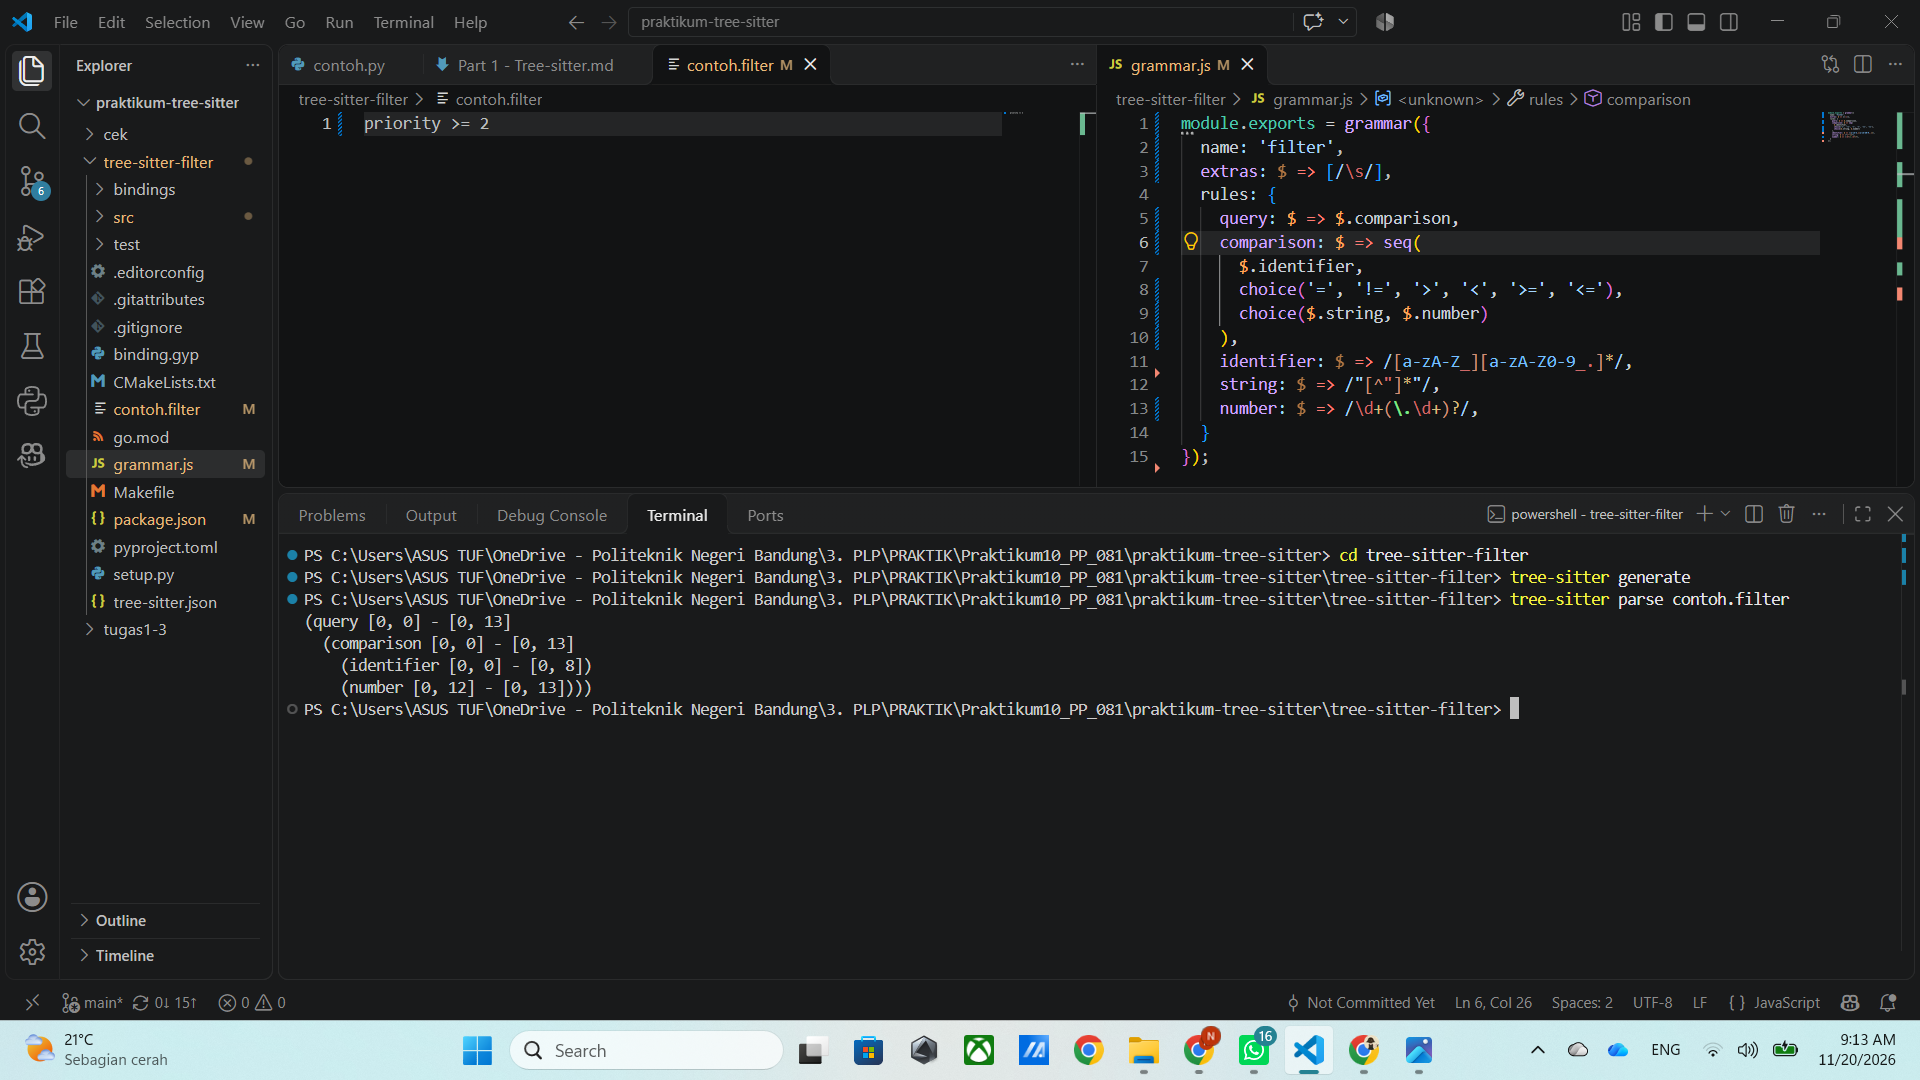 File Edit Selection View Go Run Terminal Help
praktikum-tree-sitter
Explorer
praktikum-tree-sitter
cek
tree-sitter-filter
bindings
src
test
.editorconfig
.gitattributes
.gitignore
binding.gyp
CMakeLists.txt
contoh.filter M
go.mod
grammar.js M
Makefile
package.json M
pyproject.toml
setup.py
tree-sitter.json
tugas1-3
Outline
Timeline
6
contoh.py Part 1 - Tree-sitter.md contoh.filter M
tree-sitter-filter > contoh.filter
1 priority >= 2
JS grammar.js M
tree-sitter-filter > JS grammar.js > <unknown> > rules > comparison
1 module.exports = grammar({
2 name: 'filter',
3 extras: $ => [/\s/],
4 rules: {
5 query: $ => $.comparison,
6 comparison: $ => seq(
7 $.identifier,
8 choice('=', '!=', '>', '<', '>=', '<='),
9 choice($.string, $.number)
10 ),
11 identifier: $ => /[a-zA-Z_][a-zA-Z0-9_.]*/,
12 string: $ => /"[^"]*"/,
13 number: $ => /\d+(\.\d+)?/,
14 }
15 });
Problems Output Debug Console Terminal Ports
powershell - tree-sitter-filter
PS C:\Users\ASUS TUF\OneDrive - Politeknik Negeri Bandung\3. PLP\PRAKTIK\Praktikum10_PP_081\praktikum-tree-sitter> cd tree-sitter-filter
PS C:\Users\ASUS TUF\OneDrive - Politeknik Negeri Bandung\3. PLP\PRAKTIK\Praktikum10_PP_081\praktikum-tree-sitter\tree-sitter-filter> tree-sitter generate
PS C:\Users\ASUS TUF\OneDrive - Politeknik Negeri Bandung\3. PLP\PRAKTIK\Praktikum10_PP_081\praktikum-tree-sitter\tree-sitter-filter> tree-sitter parse contoh.filter
(query [0, 0] - [0, 13]
(comparison [0, 0] - [0, 13]
(identifier [0, 0] - [0, 8])
(number [0, 12] - [0, 13])))
PS C:\Users\ASUS TUF\OneDrive - Politeknik Negeri Bandung\3. PLP\PRAKTIK\Praktikum10_PP_081\praktikum-tree-sitter\tree-sitter-filter>
main* 0↓ 15↑ 0 0
Not Committed Yet Ln 6, Col 26 Spaces: 2 UTF-8 LF {} JavaScript
21°C
Sebagian cerah
Search
N
16
ENG
9:13 AM
11/20/2026